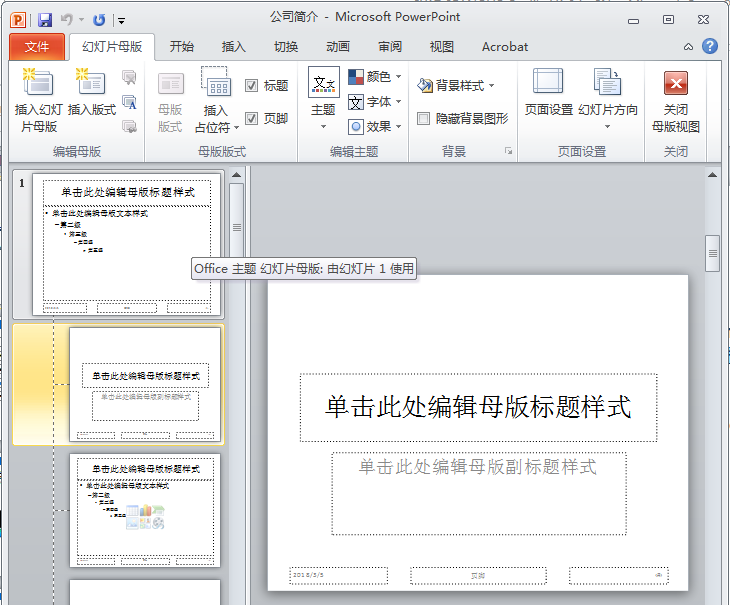 公司简介 - Microsoft PowerPoint
文件 幻灯片母版 开始 插入 切换 动画 审阅 视图 Acrobat
插入幻灯片母版 插入版式 母版版式 插入占位符 标题 页脚 主题 颜色 字体 效果 背景样式 隐藏背景图形 页面设置 幻灯片方向 关闭母版视图
编辑母版 母版版式 编辑主题 背景 页面设置 关闭
1
单击此处编辑母版标题样式
• 单击此处编辑母版文本样式
– 第二级
• 第三级
– 第四级
» 第五级
Office 主题 幻灯片母版: 由幻灯片 1 使用
单击此处编辑母版标题样式
单击此处编辑母版副标题样式
单击此处编辑母版标题样式
• 单击此处编辑母版文本样式
– 第二级
• 第三级
– 第四级
» 第五级
单击此处编辑母版标题样式
单击此处编辑母版副标题样式
2018/3/5 页脚 ‹#›